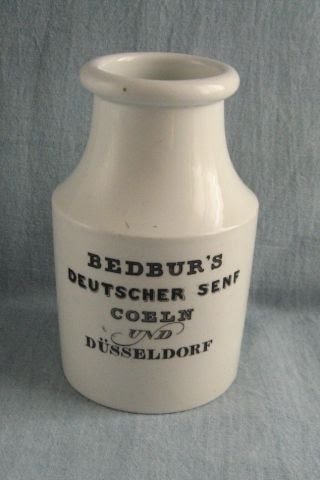 BEDBUR'S
DEUTSCHER SENF
COELN
UND
DÜSSELDORF